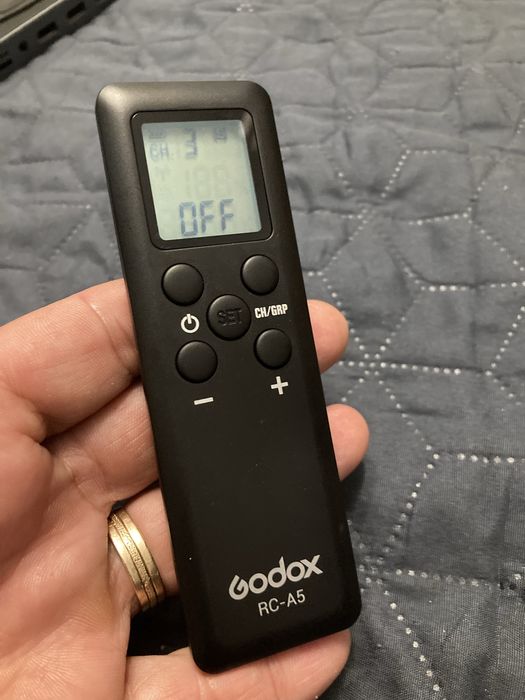 CH 3
OFF
SET
CH/GRP
− +
Godox
RC-A5